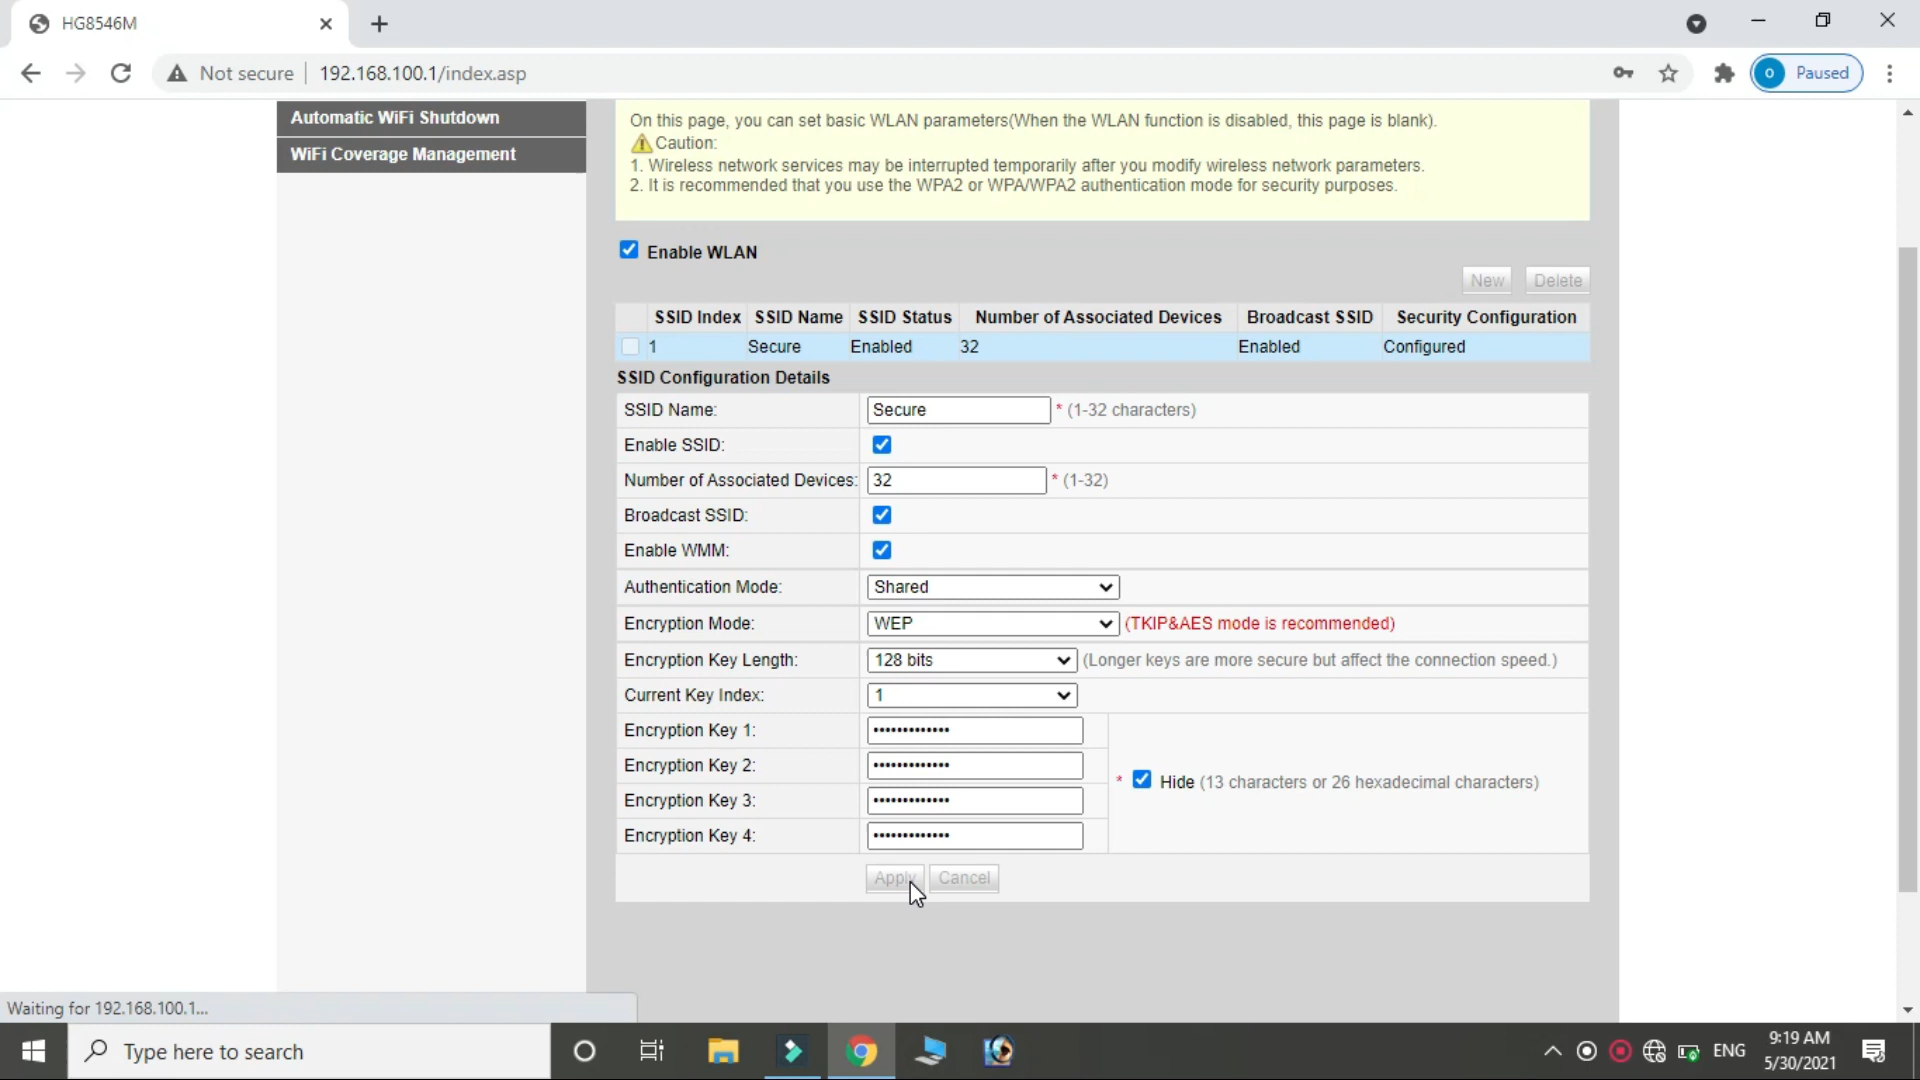 HG8546M
Not secure
192.168.100.1/index.asp
Paused
Automatic WiFi Shutdown
WiFi Coverage Management
On this page, you can set basic WLAN parameters(When the WLAN function is disabled, this page is blank).
Caution:
1. Wireless network services may be interrupted temporarily after you modify wireless network parameters.
2. It is recommended that you use the WPA2 or WPA/WPA2 authentication mode for security purposes.
Enable WLAN
New Delete
SSID Index SSID Name SSID Status Number of Associated Devices Broadcast SSID Security Configuration
1 Secure Enabled 32 Enabled Configured
SSID Configuration Details
SSID Name: Secure * (1-32 characters)
Enable SSID:
Number of Associated Devices: 32 * (1-32)
Broadcast SSID:
Enable WMM:
Authentication Mode: Shared
Encryption Mode: WEP (TKIP&AES mode is recommended)
Encryption Key Length: 128 bits (Longer keys are more secure but affect the connection speed.)
Current Key Index: 1
Encryption Key 1: •••••••••••••
Encryption Key 2: •••••••••••••
* Hide (13 characters or 26 hexadecimal characters)
Encryption Key 3: •••••••••••••
Encryption Key 4: •••••••••••••
Apply Cancel
Waiting for 192.168.100.1...
Type here to search
ENG
9:19 AM
5/30/2021